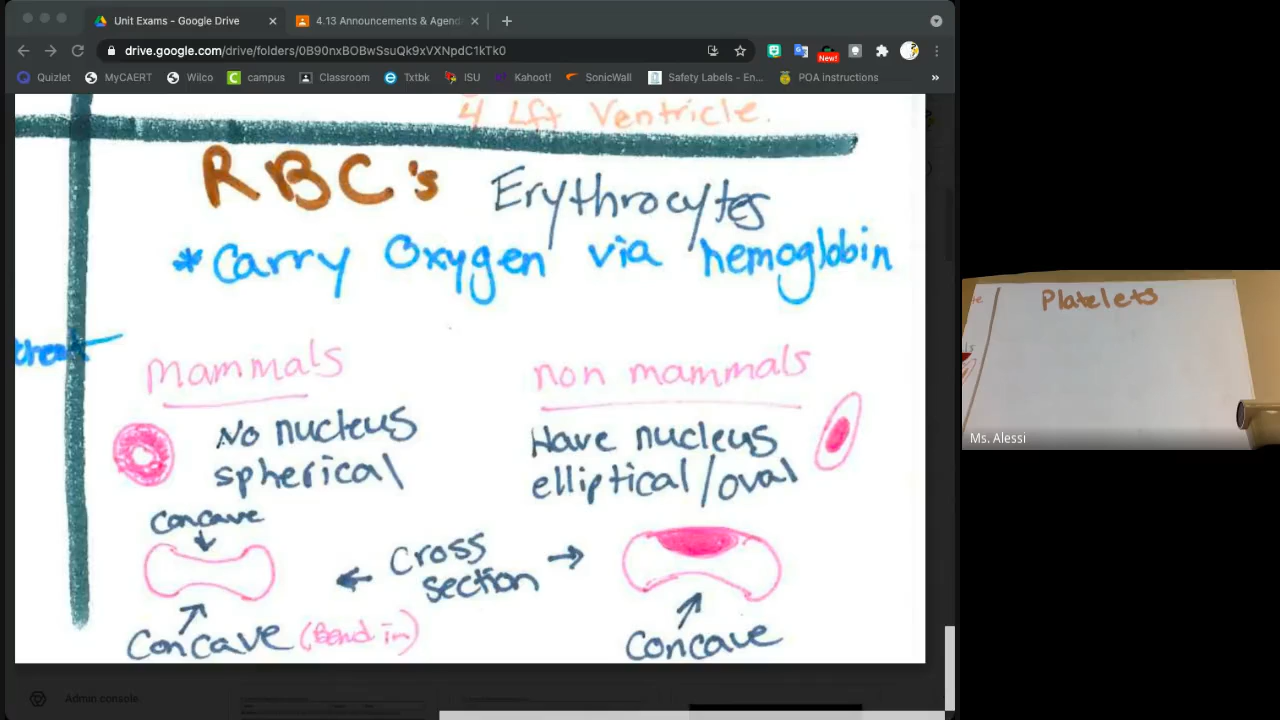 Unit Exams - Google Drive
4.13 Announcements & Agend
drive.google.com/drive/folders/0B90nxBOBwSsuQk9xVXNpdC1kTk0
New!
Quizlet MyCAERT Wilco campus Classroom Txtbk ISU Kahoot! SonicWall Safety Labels - En... POA instructions »
4 Lft Ventricle.
RBC's Erythrocytes
*Carry Oxygen via hemoglobin
Mammals
non mammals
No nucleus
spherical
Have nucleus
elliptical/oval
Concave
Cross
section
Concave (Bend in)
Concave
Admin console
Platelets
Ms. Alessi